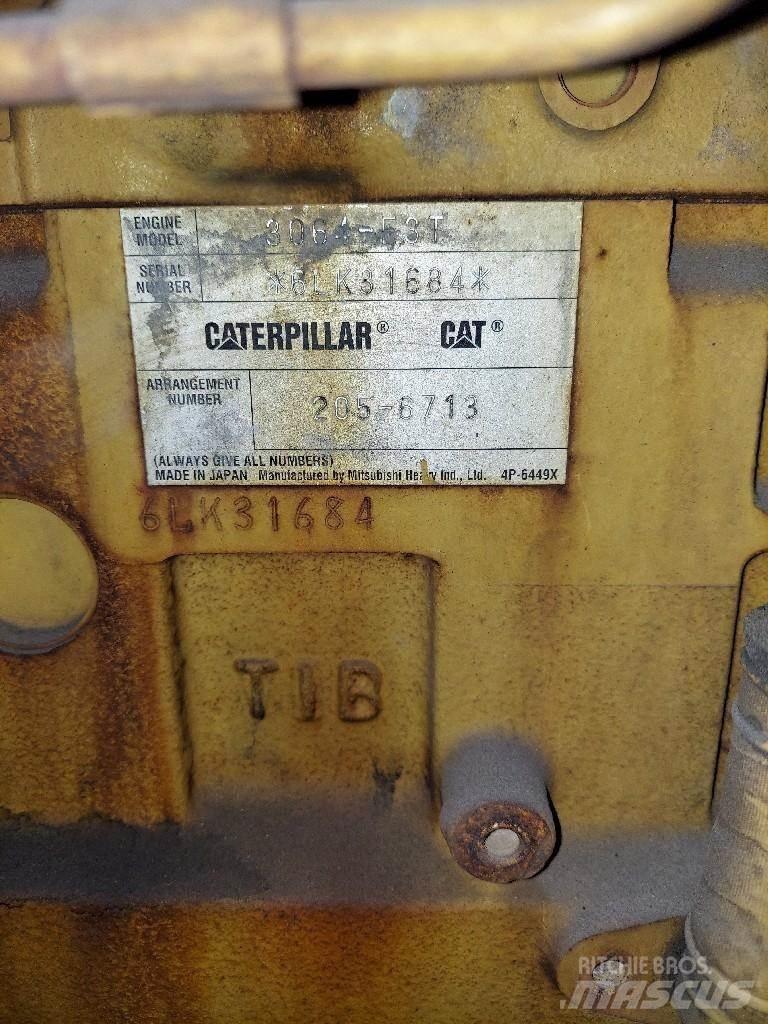 ENGINE MODEL 3064-E3T
SERIAL NUMBER *6LK31684*
CATERPILLAR® CAT®
ARRANGEMENT NUMBER 205-6713
(ALWAYS GIVE ALL NUMBERS)
MADE IN JAPAN Manufactured by Mitsubishi Heavy Ind., Ltd. 4P-6449X
6LK31684
T1B
RITCHIE BROS.
MASCUS